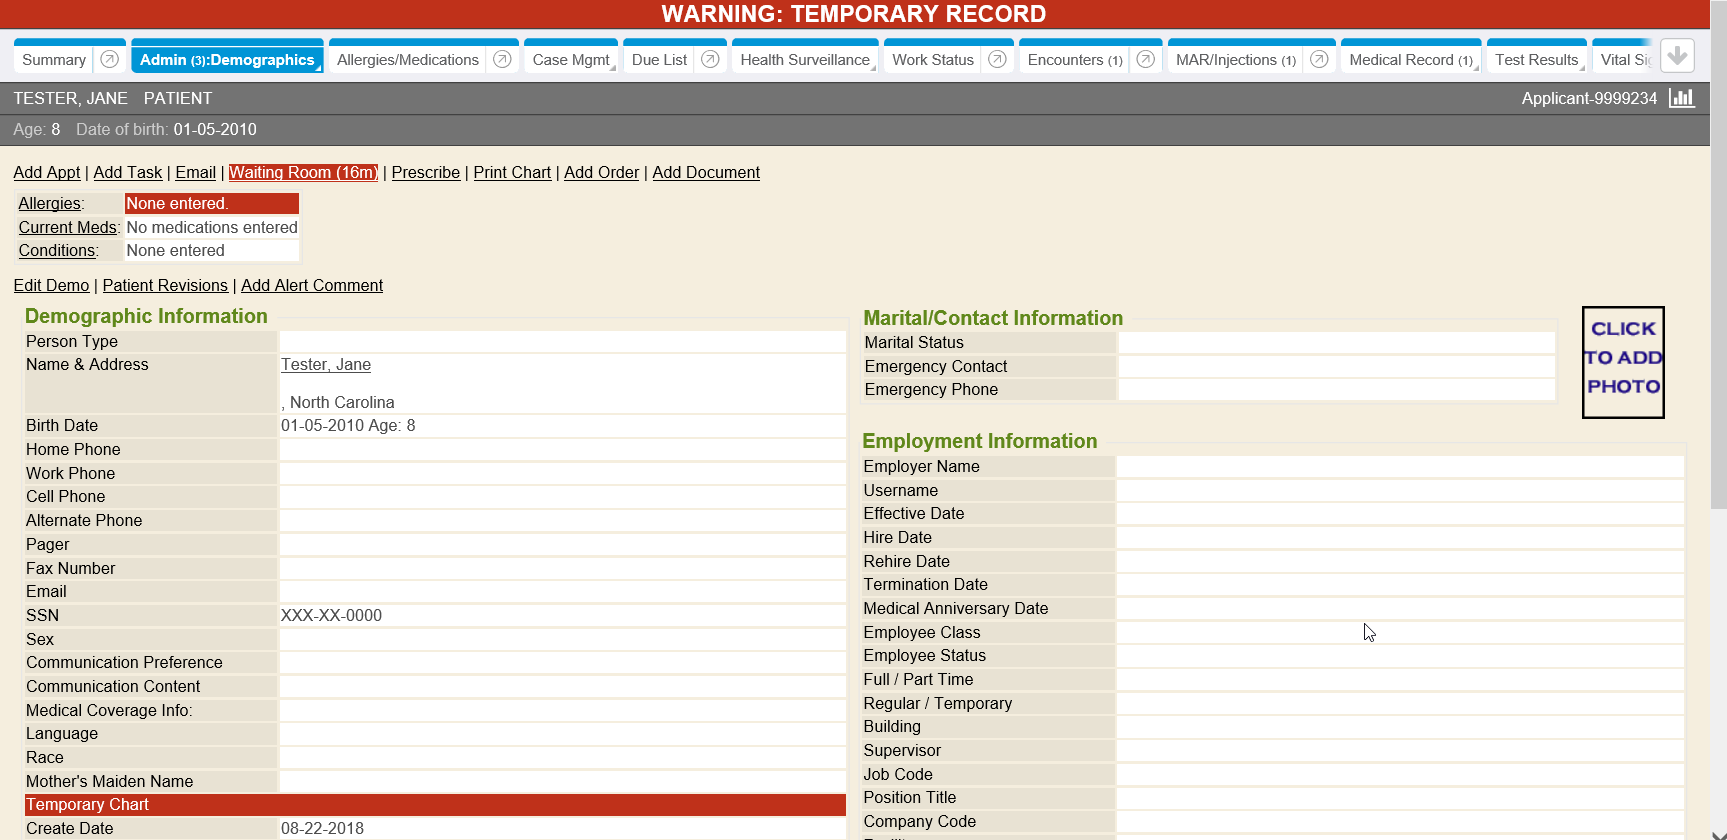 WARNING: TEMPORARY RECORD
Summary Admin (3):Demographics Allergies/Medications Case Mgmt Due List Health Surveillance Work Status Encounters (1) MAR/Injections (1) Medical Record (1) Test Results Vital
TESTER, JANE PATIENT Applicant-9999234
Age: 8 Date of birth: 01-05-2010
Add Appt | Add Task | Email | Waiting Room (16m) | Prescribe | Print Chart | Add Order | Add Document
Allergies: None entered.
Current Meds: No medications entered
Conditions: None entered
Edit Demo | Patient Revisions | Add Alert Comment
Demographic Information
Person Type
Name & Address Tester, Jane
, North Carolina
Birth Date 01-05-2010 Age: 8
Home Phone
Work Phone
Cell Phone
Alternate Phone
Pager
Fax Number
Email
SSN XXX-XX-0000
Sex
Communication Preference
Communication Content
Medical Coverage Info:
Language
Race
Mother's Maiden Name
Temporary Chart
Create Date 08-22-2018
Marital/Contact Information
Marital Status
Emergency Contact
Emergency Phone
CLICK
TO ADD
PHOTO
Employment Information
Employer Name
Username
Effective Date
Hire Date
Rehire Date
Termination Date
Medical Anniversary Date
Employee Class
Employee Status
Full / Part Time
Regular / Temporary
Building
Supervisor
Job Code
Position Title
Company Code